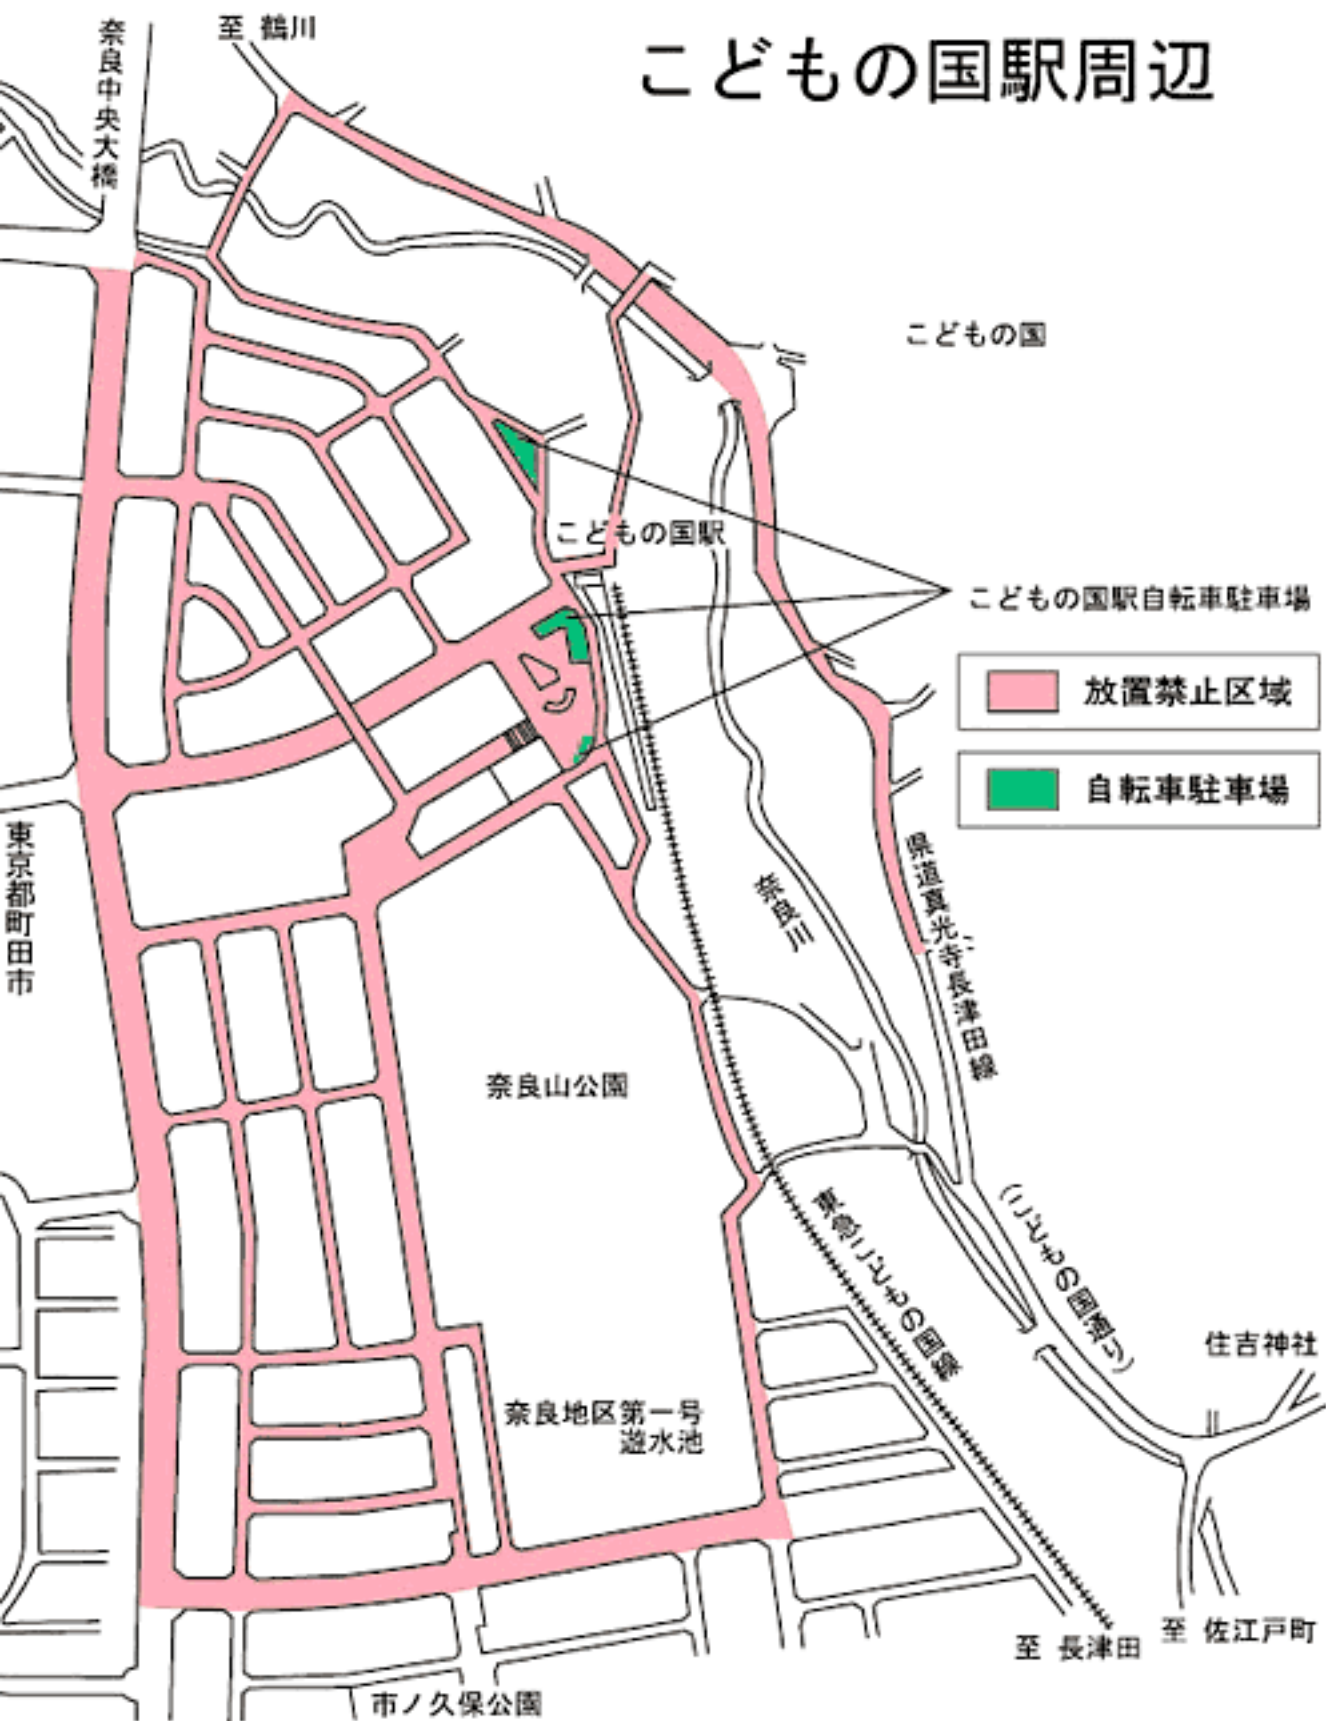 こどもの国駅周辺
至 鶴川
奈良中央大橋
こどもの国
こどもの国駅
こどもの国駅自転車駐車場
放置禁止区域
自転車駐車場
東京都町田市
県道真光寺長津田線
奈良川
奈良山公園
東急こどもの国線
(こどもの国通り)
住吉神社
奈良地区第一号
遊水池
至 長津田
至 佐江戸町
市ノ久保公園